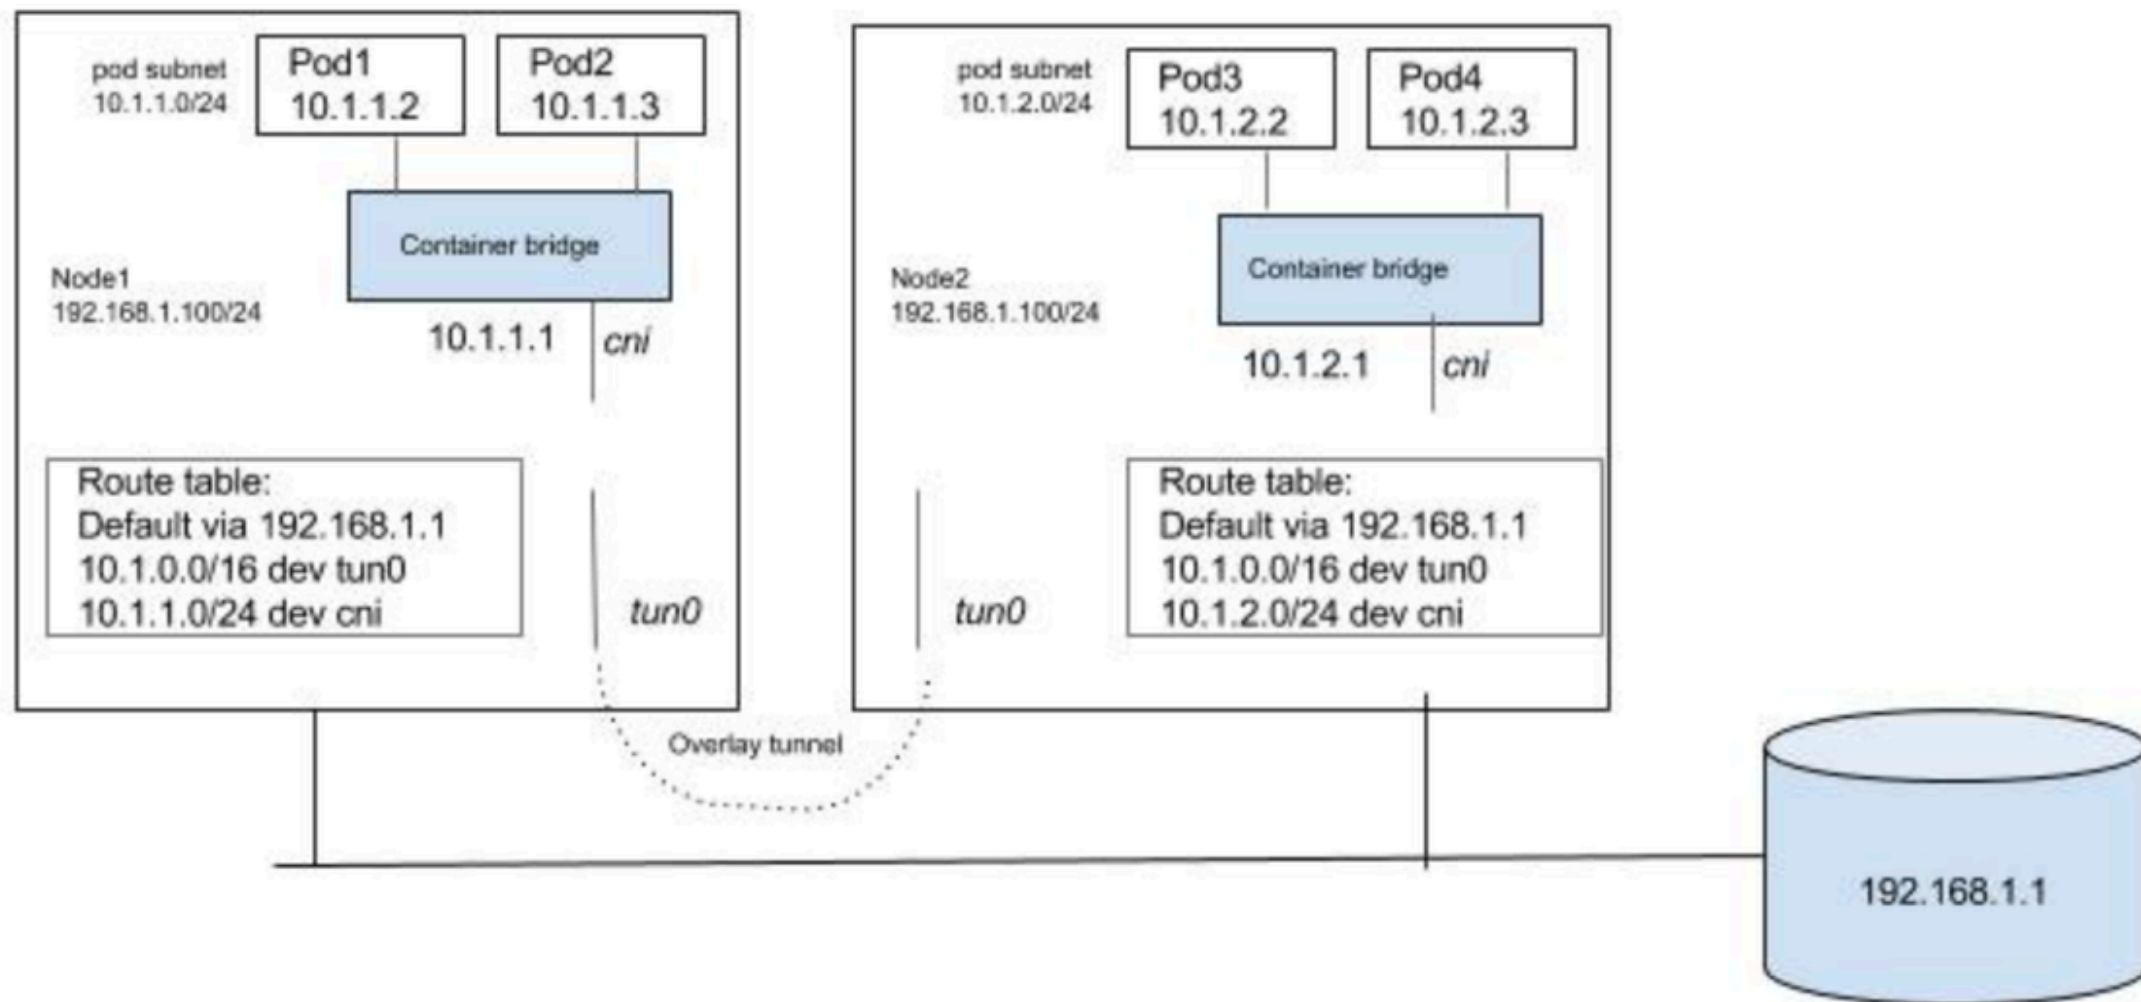 pod subnet
10.1.1.0/24
Pod1
10.1.1.2
Pod2
10.1.1.3
Container bridge
Node1
192.168.1.100/24
10.1.1.1
cni
Route table:
Default via 192.168.1.1
10.1.0.0/16 dev tun0
10.1.1.0/24 dev cni
tun0
pod subnet
10.1.2.0/24
Pod3
10.1.2.2
Pod4
10.1.2.3
Container bridge
Node2
192.168.1.100/24
10.1.2.1
cni
tun0
Route table:
Default via 192.168.1.1
10.1.0.0/16 dev tun0
10.1.2.0/24 dev cni
Overlay tunnel
192.168.1.1